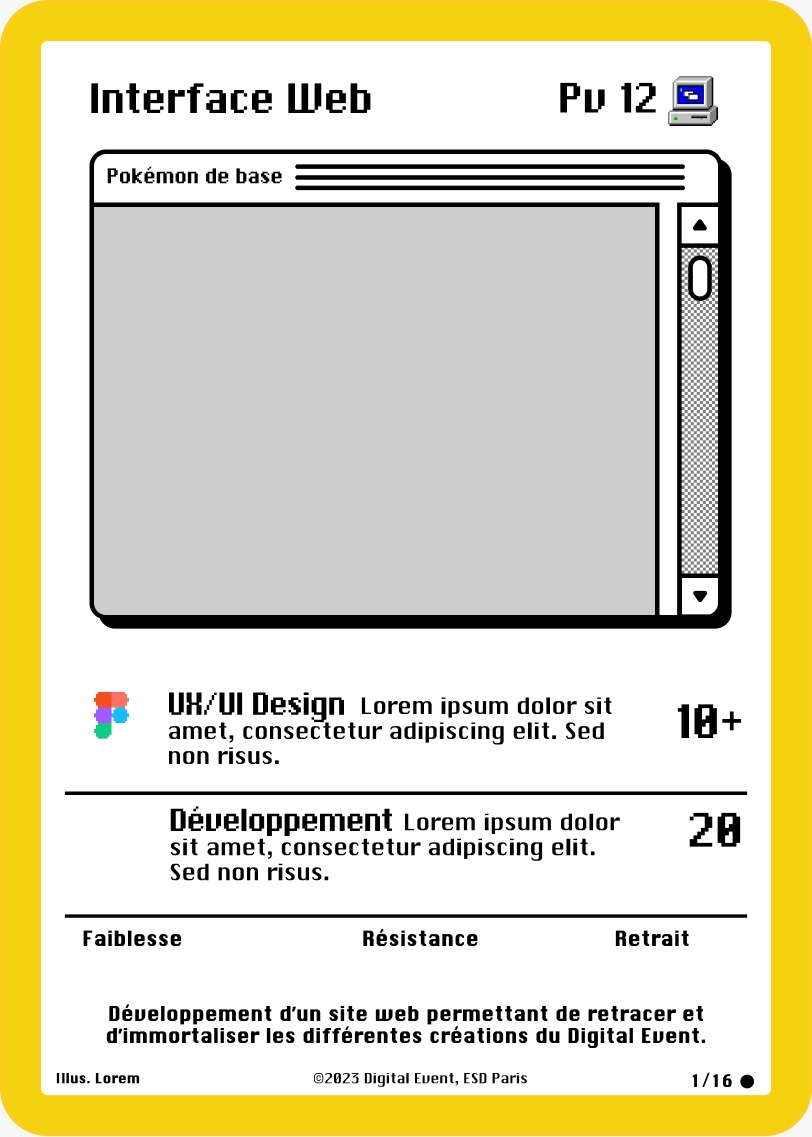 Interface Web
Pv 12
Pokémon de base
UX/UI Design Lorem ipsum dolor sit
amet, consectetur adipiscing elit. Sed
non risus.
10+
Développement Lorem ipsum dolor
sit amet, consectetur adipiscing elit.
Sed non risus.
20
Faiblesse
Résistance
Retrait
Développement d'un site web permettant de retracer et
d'immortaliser les différentes créations du Digital Event.
Illus. Lorem
©2023 Digital Event, ESD Paris
1/16